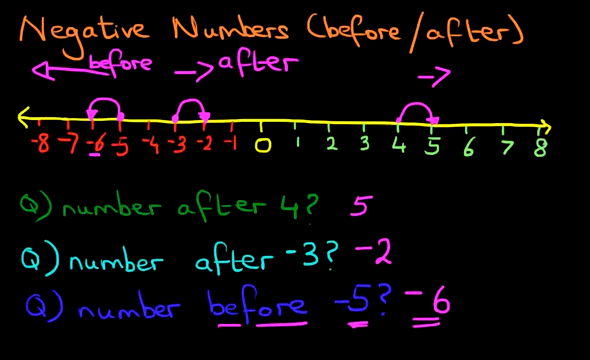 Negative Numbers (before/after)
before → after →
-8 -7 -6 -5 -4 -3 -2 -1 0 1 2 3 4 5 6 7 8
Q) number after 4? 5
Q) number after -3? -2
Q) number before -5? -6